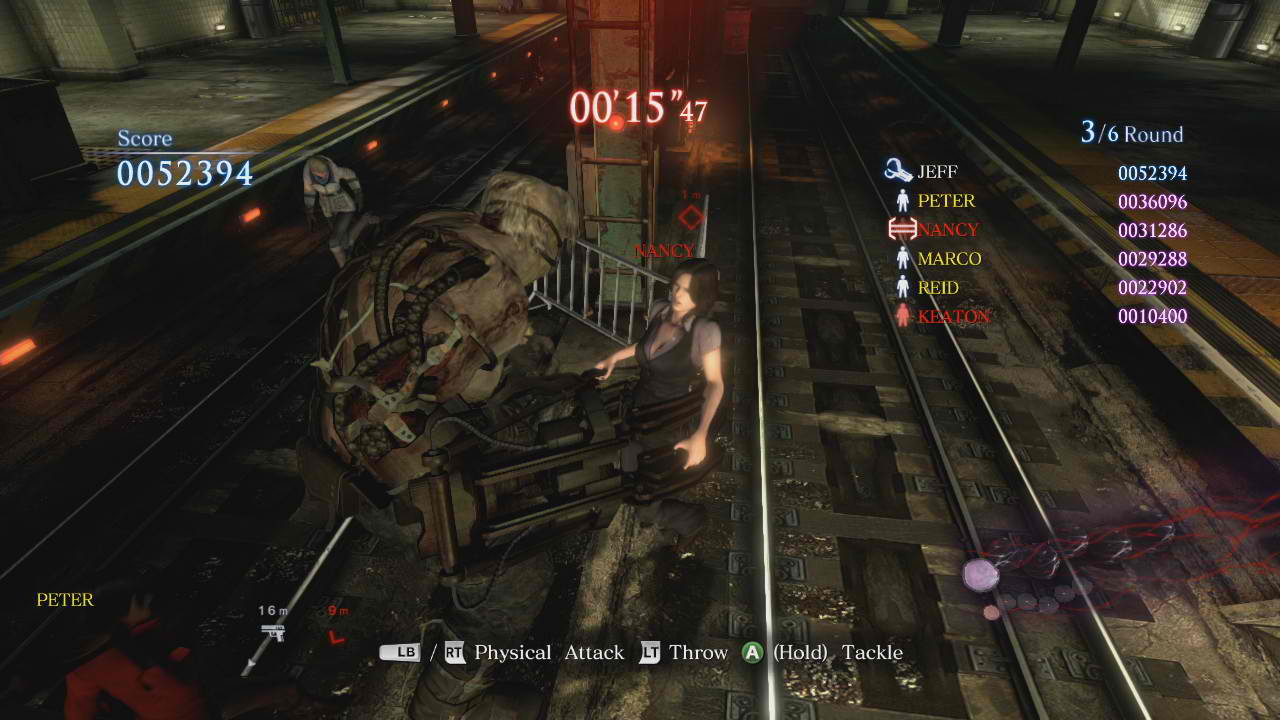 00'15"47
Score
0052394
3/6 Round
JEFF 0052394
PETER 0036096
NANCY 0031286
MARCO 0029288
REID 0022902
KEATON 0010400
1 m
NANCY
PETER
16 m
9 m
LB / RT Physical Attack LT Throw A (Hold) Tackle